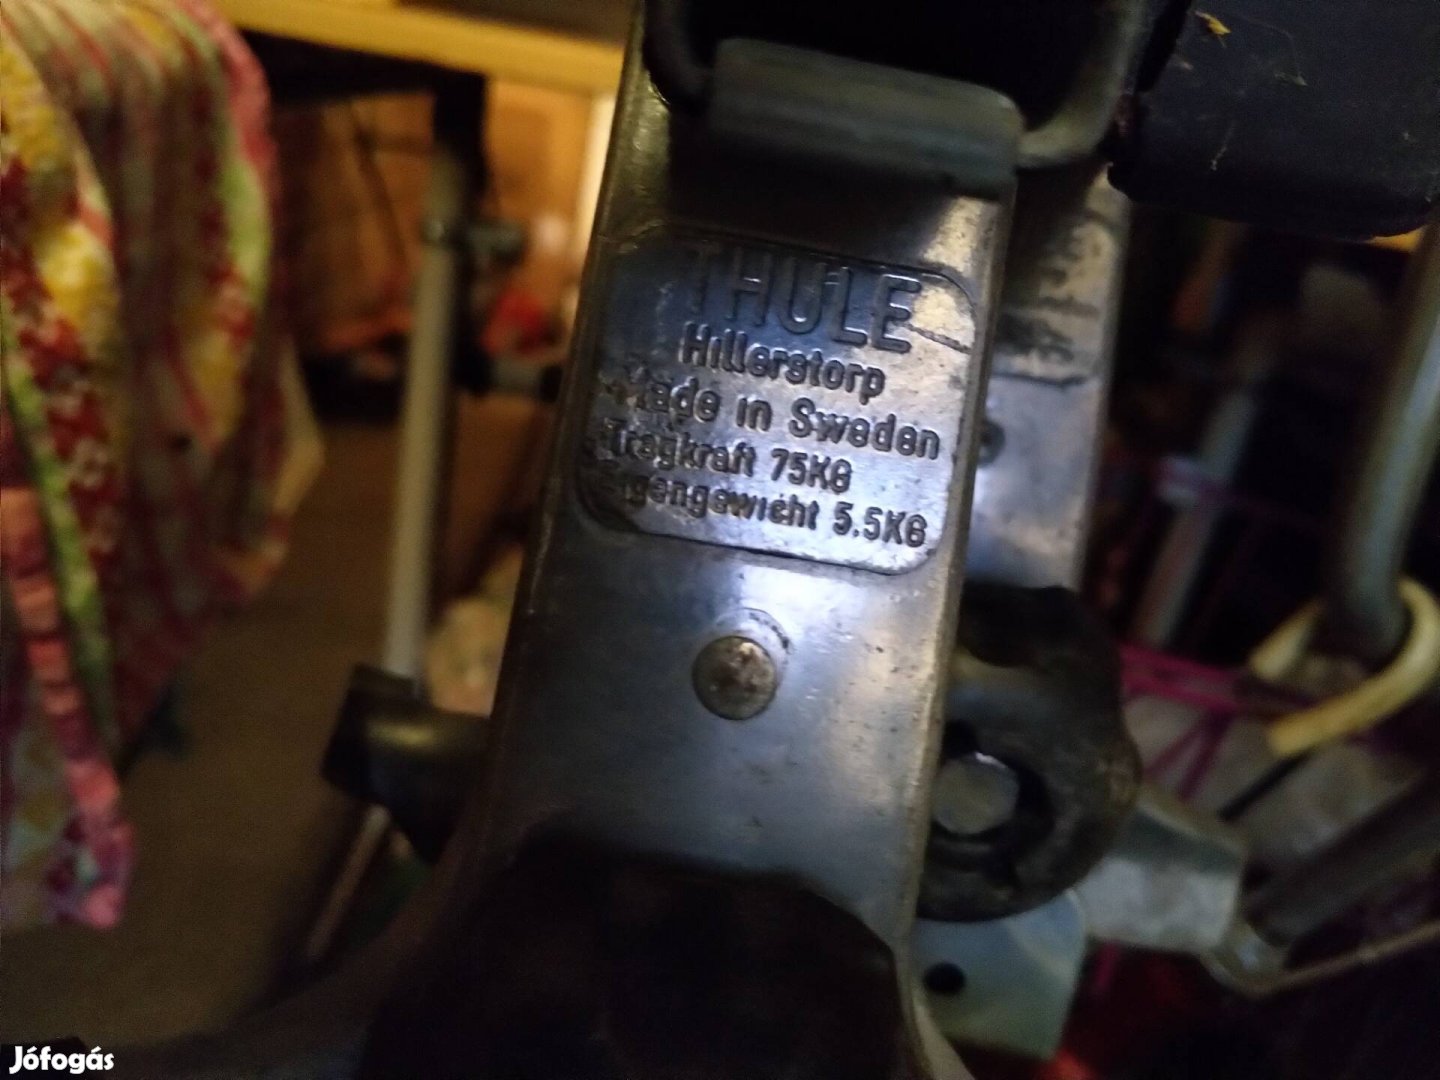 THULE
Hillerstorp
Made in Sweden
Tragkraft 75KG
Eigengewicht 5.5KG
Jófogás